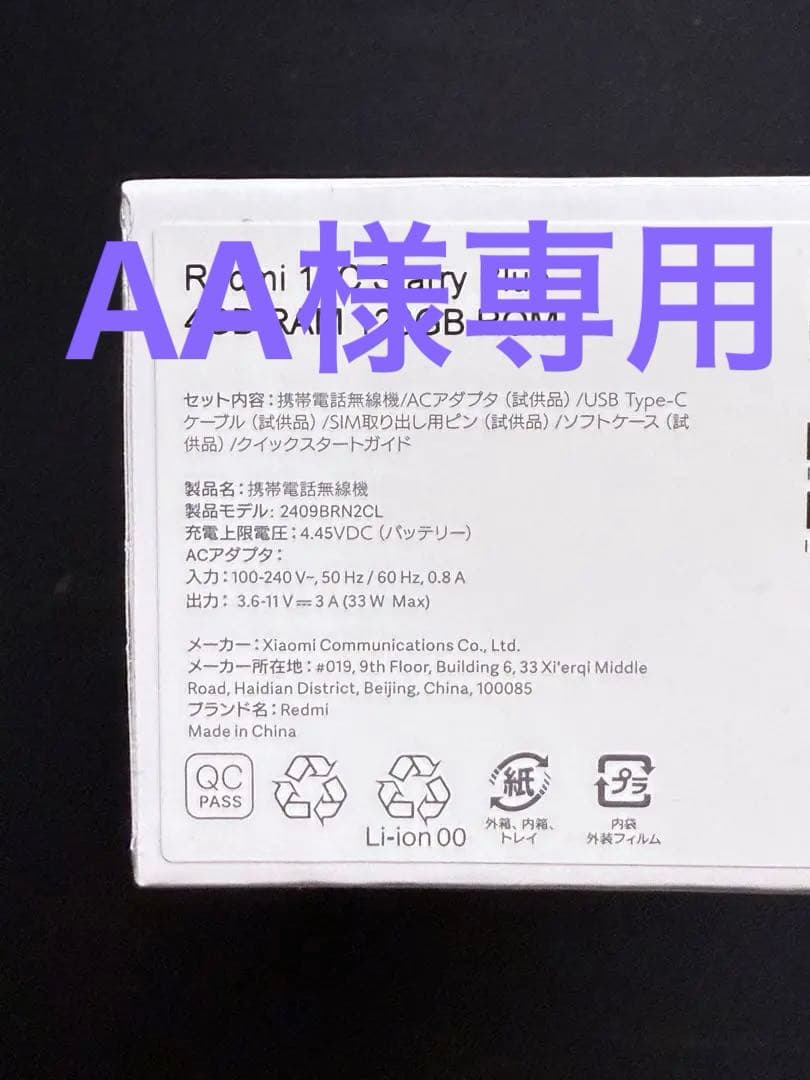 AA様専用
Redmi
4GB RAM
セット内容：携帯電話無線機/ACアダプタ（試供品）/USB Type-C
ケーブル（試供品）/SIM取り出し用ピン（試供品）/ソフトケース（試
供品）/クイックスタートガイド
製品名：携帯電話無線機
製品モデル：2409BRN2CL
充電上限電圧：4.45VDC（バッテリー）
ACアダプタ：
入力：100-240 V~, 50 Hz / 60 Hz, 0.8 A
出力： 3.6-11 V⎓3 A (33 W Max)
メーカー：Xiaomi Communications Co., Ltd.
メーカー所在地：#019, 9th Floor, Building 6, 33 Xi'erqi Middle
Road, Haidian District, Beijing, China, 100085
ブランド名：Redmi
Made in China
QC
PASS
Li-ion 00
紙
外箱、内箱、
トレイ
プラ
内袋
外装フィルム